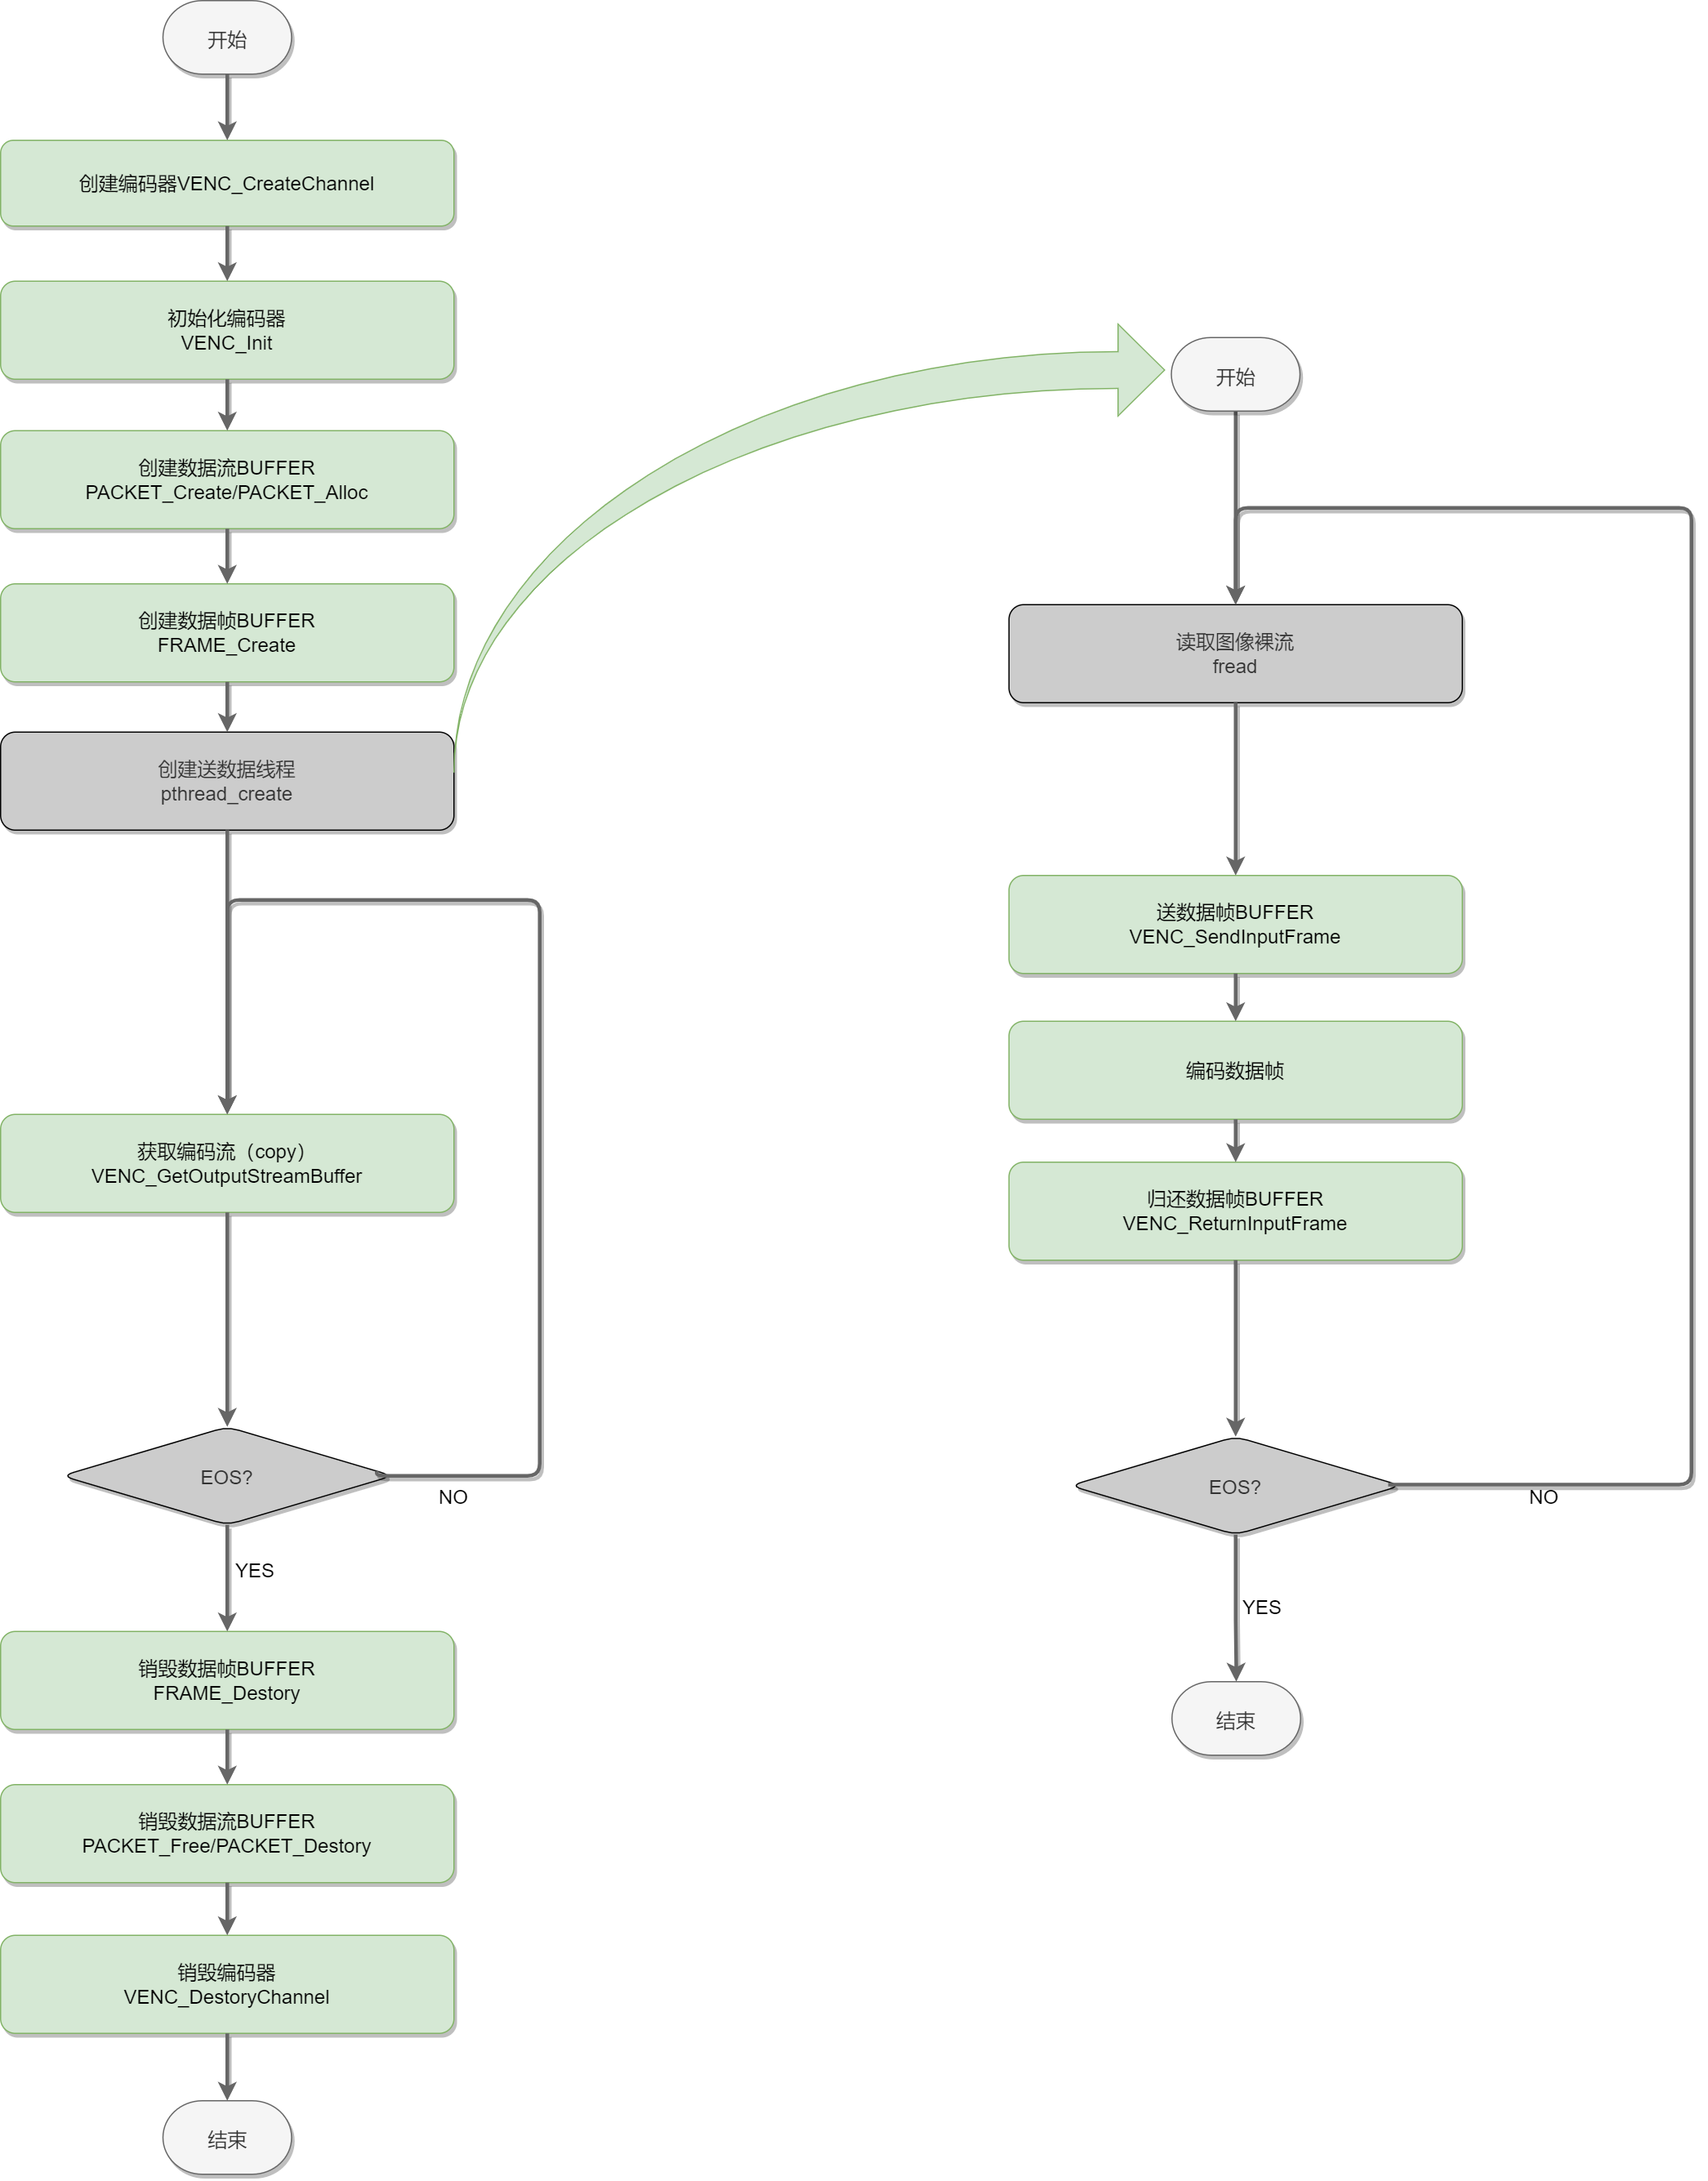 开始
创建编码器VENC_CreateChannel
初始化编码器
VENC_Init
创建数据流BUFFER
PACKET_Create/PACKET_Alloc
创建数据帧BUFFER
FRAME_Create
创建送数据线程
pthread_create
获取编码流（copy）
VENC_GetOutputStreamBuffer
EOS?
NO
YES
销毁数据帧BUFFER
FRAME_Destory
销毁数据流BUFFER
PACKET_Free/PACKET_Destory
销毁编码器
VENC_DestoryChannel
结束
开始
读取图像裸流
fread
送数据帧BUFFER
VENC_SendInputFrame
编码数据帧
归还数据帧BUFFER
VENC_ReturnInputFrame
EOS?
NO
YES
结束